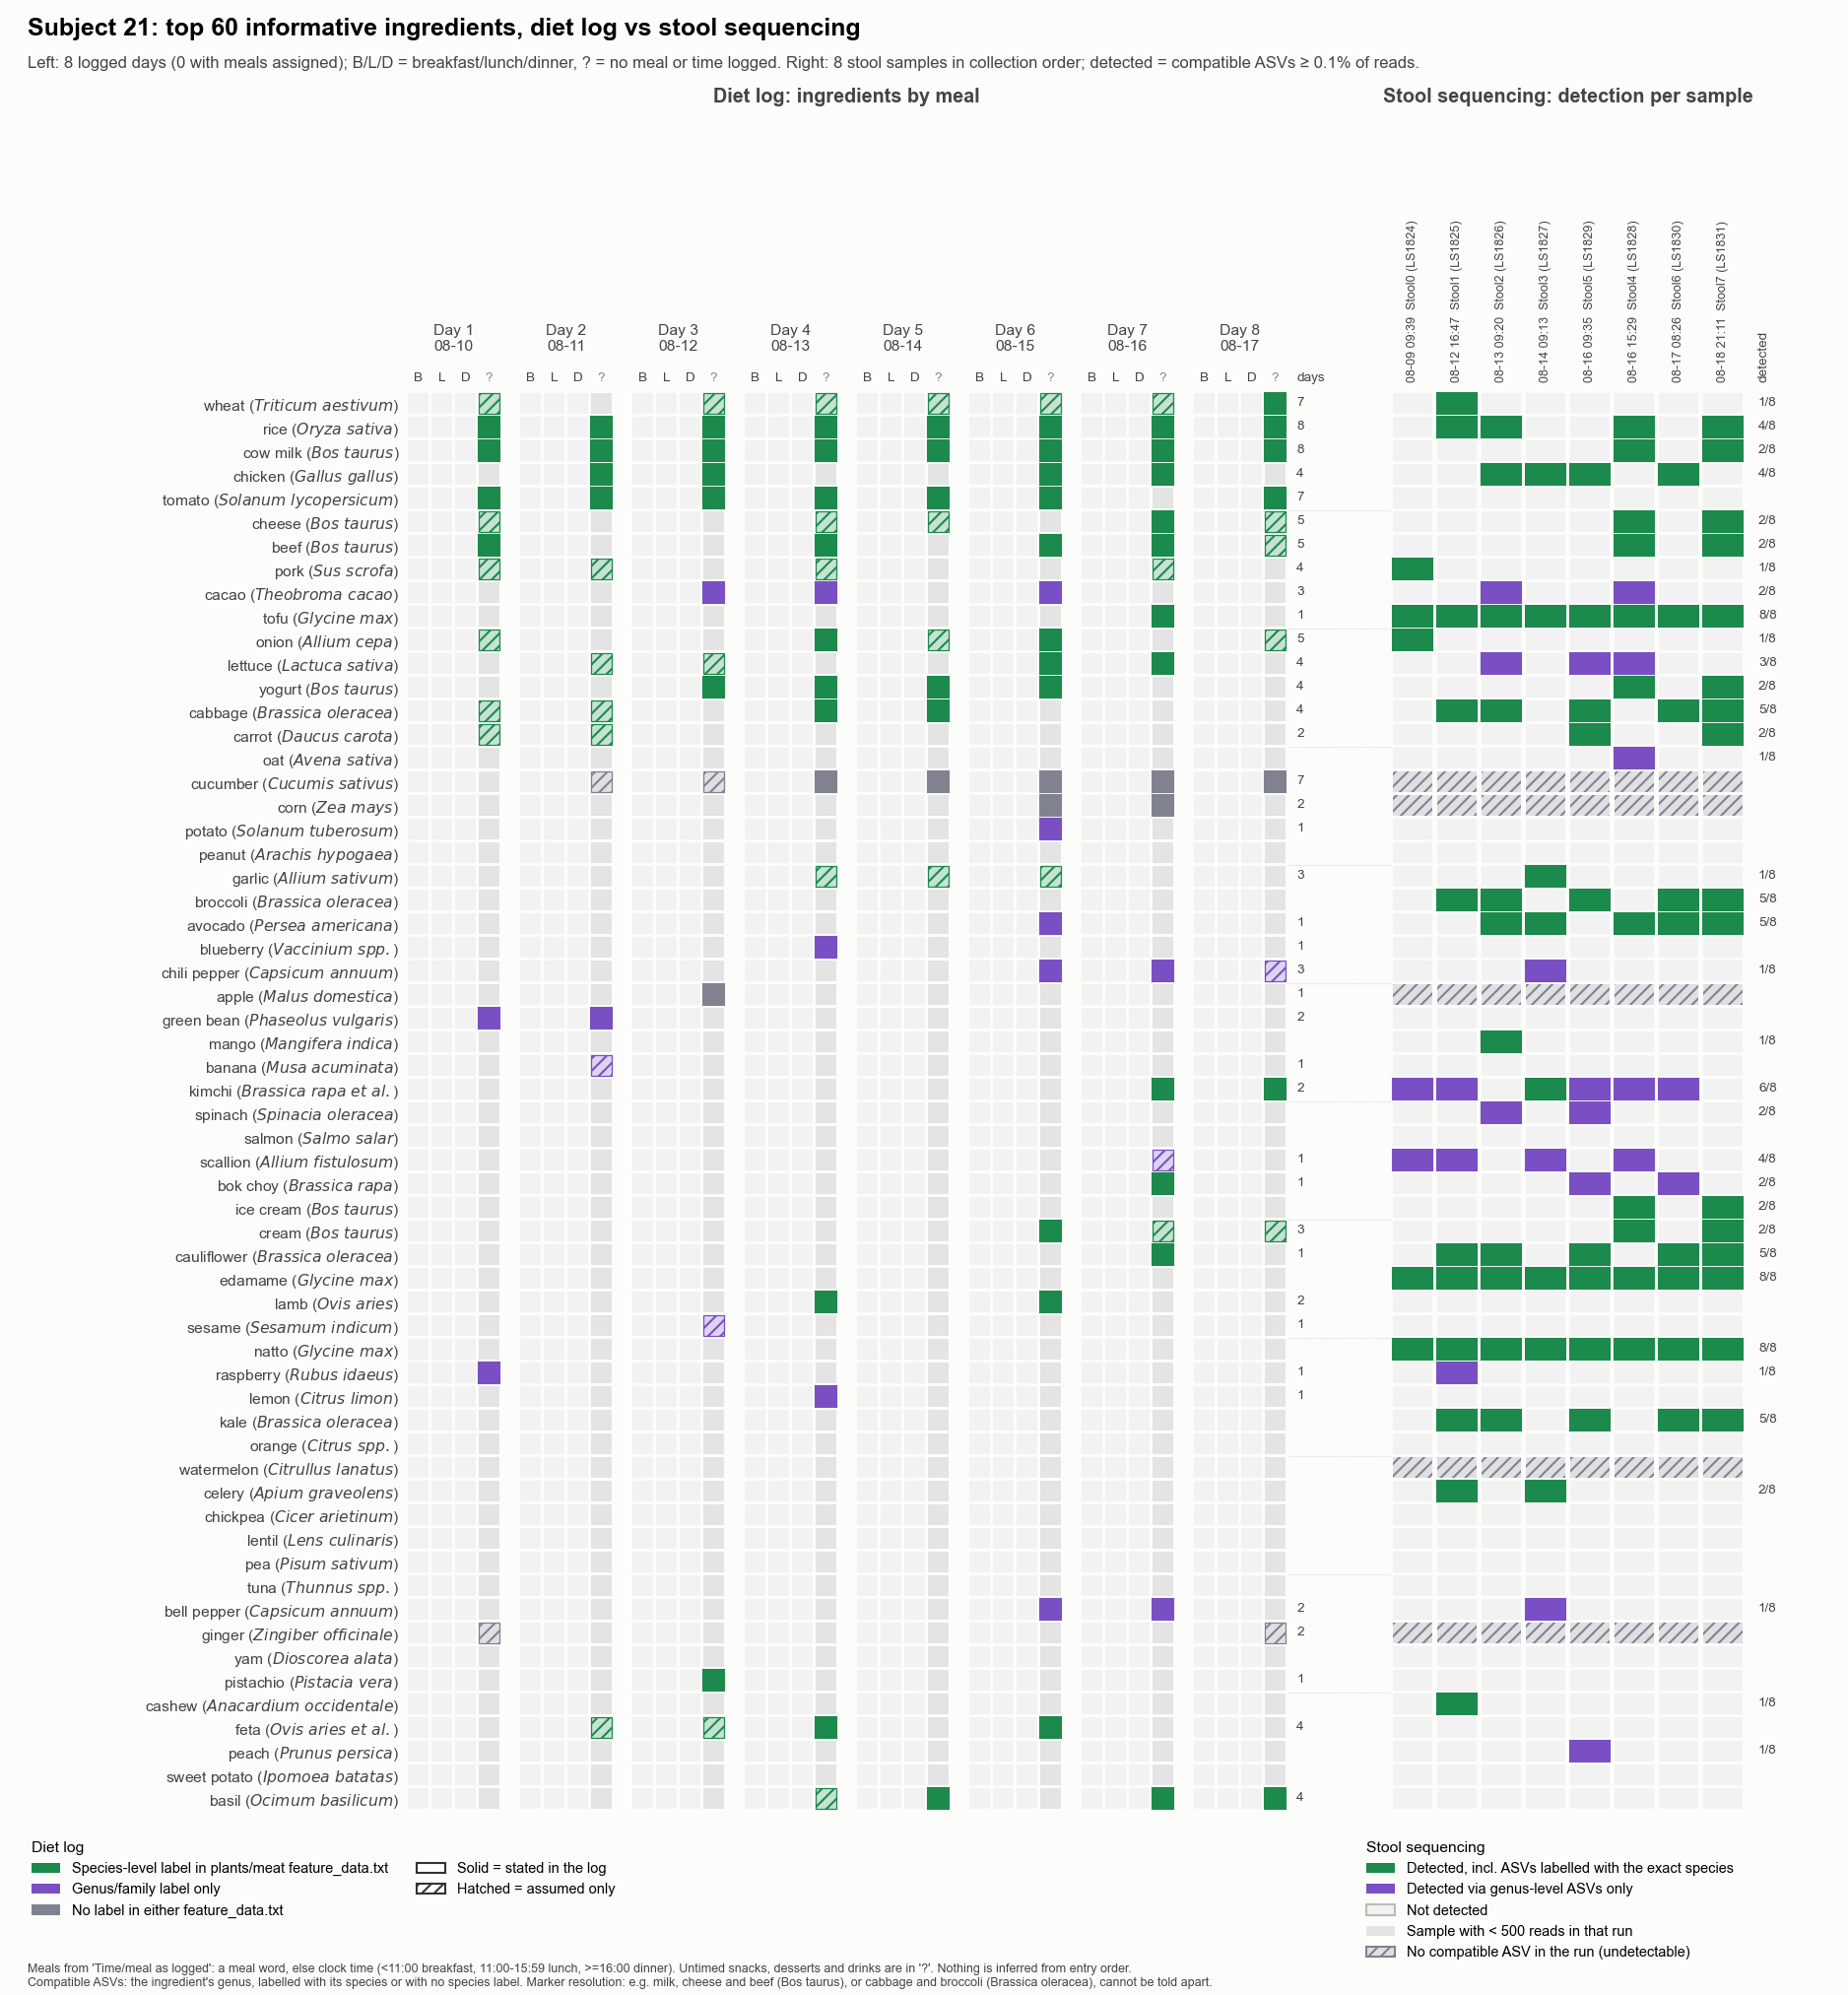 Subject 21: top 60 informative ingredients, diet log vs stool sequencing
Left: 8 logged days (0 with meals assigned); B/L/D = breakfast/lunch/dinner, ? = no meal or time logged. Right: 8 stool samples in collection order; detected = compatible ASVs ≥ 0.1% of reads.
Diet log: ingredients by meal
Stool sequencing: detection per sample
08-09 09:39 Stool0 (LS1824)
08-12 16:47 Stool1 (LS1825)
08-13 09:20 Stool2 (LS1826)
08-14 09:13 Stool3 (LS1827)
08-16 09:35 Stool5 (LS1829)
08-16 15:29 Stool4 (LS1828)
08-17 08:26 Stool6 (LS1830)
08-18 21:11 Stool7 (LS1831)
detected
Day 1 Day 2 Day 3 Day 4 Day 5 Day 6 Day 7 Day 8
08-10 08-11 08-12 08-13 08-14 08-15 08-16 08-17
B L D ? B L D ? B L D ? B L D ? B L D ? B L D ? B L D ? B L D ? days
wheat (Triticum aestivum) 7 1/8
rice (Oryza sativa) 8 4/8
cow milk (Bos taurus) 8 2/8
chicken (Gallus gallus) 4 4/8
tomato (Solanum lycopersicum) 7
cheese (Bos taurus) 5 2/8
beef (Bos taurus) 5 2/8
pork (Sus scrofa) 4 1/8
cacao (Theobroma cacao) 3 2/8
tofu (Glycine max) 1 8/8
onion (Allium cepa) 5 1/8
lettuce (Lactuca sativa) 4 3/8
yogurt (Bos taurus) 4 2/8
cabbage (Brassica oleracea) 4 5/8
carrot (Daucus carota) 2 2/8
oat (Avena sativa) 1/8
cucumber (Cucumis sativus) 7
corn (Zea mays) 2
potato (Solanum tuberosum) 1
peanut (Arachis hypogaea)
garlic (Allium sativum) 3 1/8
broccoli (Brassica oleracea) 5/8
avocado (Persea americana) 1 5/8
blueberry (Vaccinium spp. ) 1
chili pepper (Capsicum annuum) 3 1/8
apple (Malus domestica) 1
green bean (Phaseolus vulgaris) 2
mango (Mangifera indica) 1/8
banana (Musa acuminata) 1
kimchi (Brassica rapa et al. ) 2 6/8
spinach (Spinacia oleracea) 2/8
salmon (Salmo salar)
scallion (Allium fistulosum) 1 4/8
bok choy (Brassica rapa) 1 2/8
ice cream (Bos taurus) 2/8
cream (Bos taurus) 3 2/8
cauliflower (Brassica oleracea) 1 5/8
edamame (Glycine max) 8/8
lamb (Ovis aries) 2
sesame (Sesamum indicum) 1
natto (Glycine max) 8/8
raspberry (Rubus idaeus) 1 1/8
lemon (Citrus limon) 1
kale (Brassica oleracea) 5/8
orange (Citrus spp. )
watermelon (Citrullus lanatus)
celery (Apium graveolens) 2/8
chickpea (Cicer arietinum)
lentil (Lens culinaris)
pea (Pisum sativum)
tuna (Thunnus spp. )
bell pepper (Capsicum annuum) 2 1/8
ginger (Zingiber officinale) 2
yam (Dioscorea alata)
pistachio (Pistacia vera) 1
cashew (Anacardium occidentale) 1/8
feta (Ovis aries et al. ) 4
peach (Prunus persica) 1/8
sweet potato (Ipomoea batatas)
basil (Ocimum basilicum) 4
Diet log
Species-level label in plants/meat feature_data.txt
Genus/family label only
No label in either feature_data.txt
Solid = stated in the log
Hatched = assumed only
Stool sequencing
Detected, incl. ASVs labelled with the exact species
Detected via genus-level ASVs only
Not detected
Sample with < 500 reads in that run
No compatible ASV in the run (undetectable)
Meals from 'Time/meal as logged': a meal word, else clock time (<11:00 breakfast, 11:00-15:59 lunch, >=16:00 dinner). Untimed snacks, desserts and drinks are in '?'. Nothing is inferred from entry order.
Compatible ASVs: the ingredient's genus, labelled with its species or with no species label. Marker resolution: e.g. milk, cheese and beef (Bos taurus), or cabbage and broccoli (Brassica oleracea), cannot be told apart.